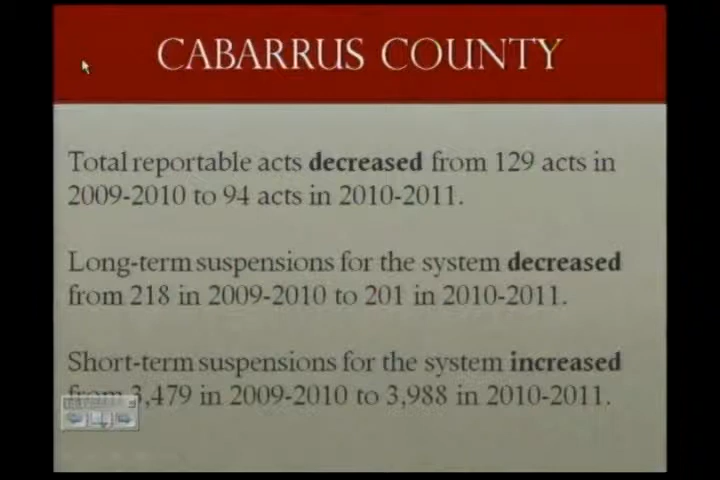 CABARRUS COUNTY
Total reportable acts decreased from 129 acts in
2009-2010 to 94 acts in 2010-2011.
Long-term suspensions for the system decreased
from 218 in 2009-2010 to 201 in 2010-2011.
Short-term suspensions for the system increased
from 3,479 in 2009-2010 to 3,988 in 2010-2011.